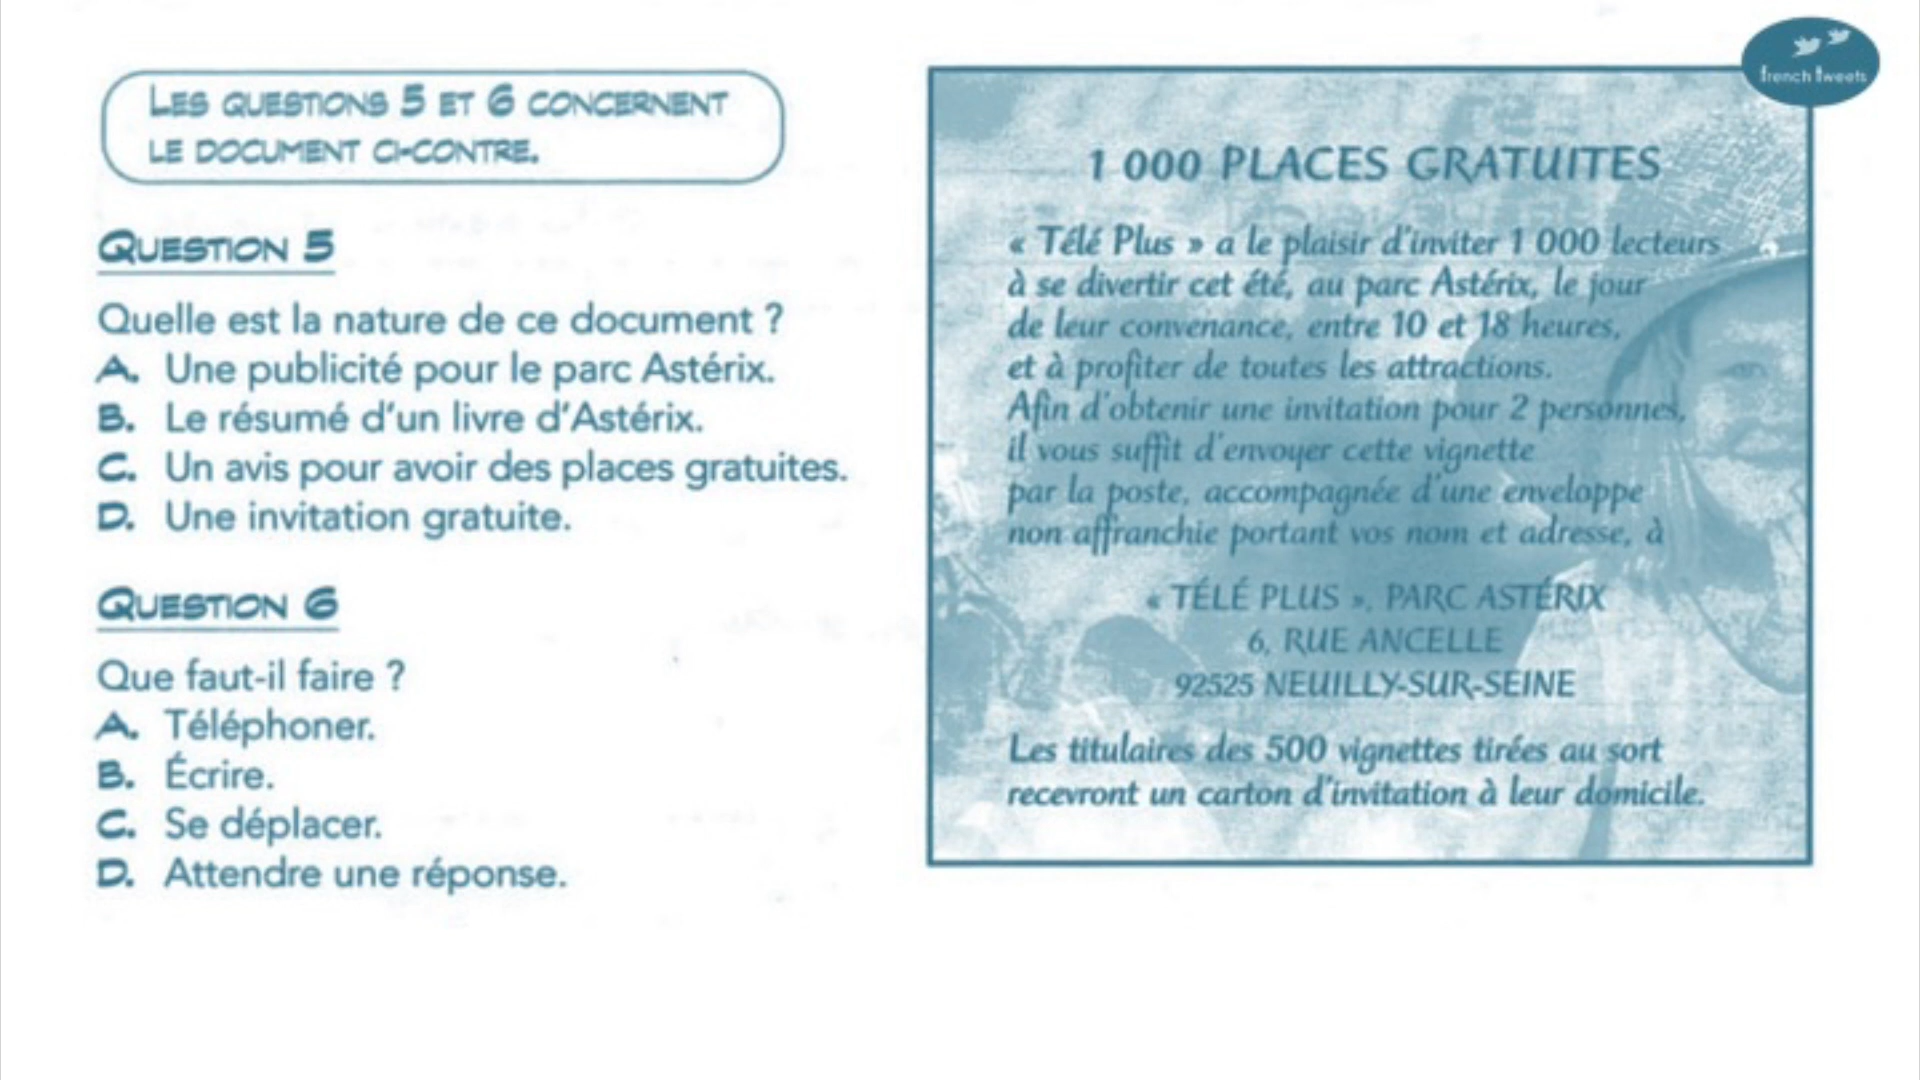 french tweets
LES QUESTIONS 5 ET 6 CONCERNENT
LE DOCUMENT CI-CONTRE.
QUESTION 5
Quelle est la nature de ce document ?
A. Une publicité pour le parc Astérix.
B. Le résumé d'un livre d'Astérix.
C. Un avis pour avoir des places gratuites.
D. Une invitation gratuite.
QUESTION 6
Que faut-il faire ?
A. Téléphoner.
B. Écrire.
C. Se déplacer.
D. Attendre une réponse.
1 000 PLACES GRATUITES
« Télé Plus » a le plaisir d'inviter 1 000 lecteurs
à se divertir cet été, au parc Astérix, le jour
de leur convenance, entre 10 et 18 heures,
et à profiter de toutes les attractions.
Afin d'obtenir une invitation pour 2 personnes,
il vous suffit d'envoyer cette vignette
par la poste, accompagnée d'une enveloppe
non affranchie portant vos nom et adresse, à
« TÉLÉ PLUS », PARC ASTÉRIX
6, RUE ANCELLE
92525 NEUILLY-SUR-SEINE
Les titulaires des 500 vignettes tirées au sort
recevront un carton d'invitation à leur domicile.